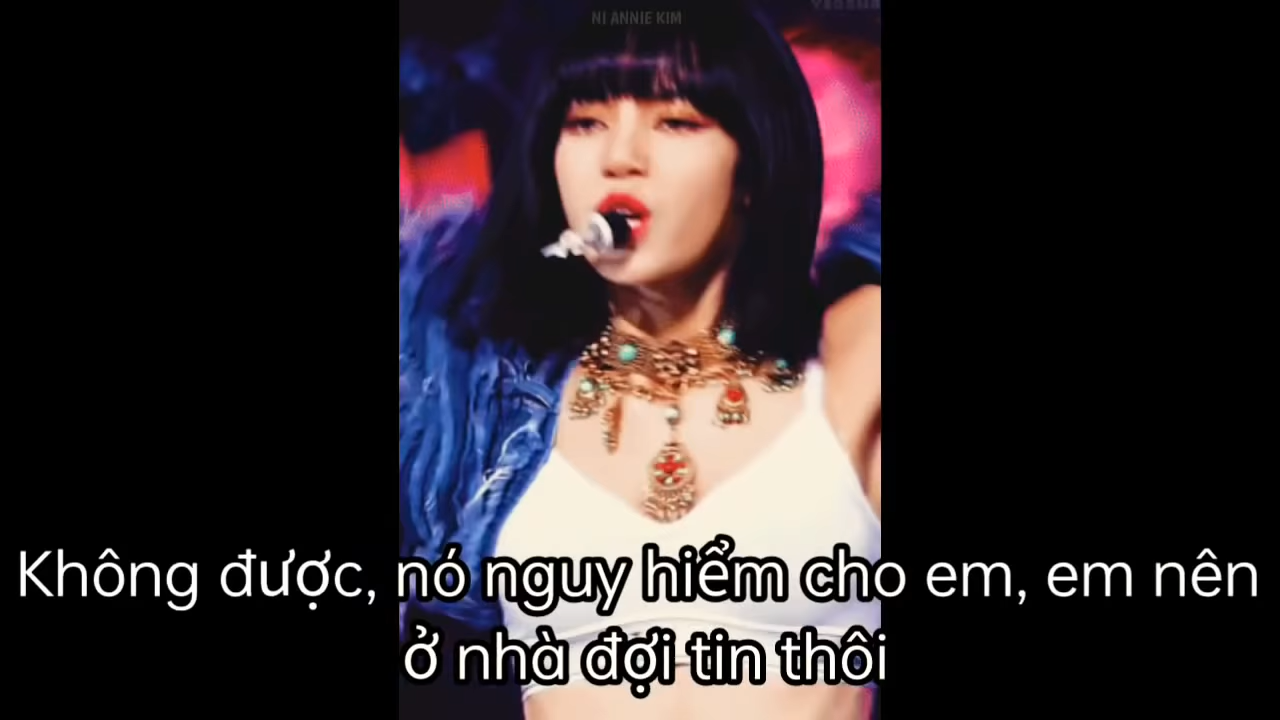 NI ANNIE KIM
Không được, nó nguy hiểm cho em, em nên
ở nhà đợi tin thôi